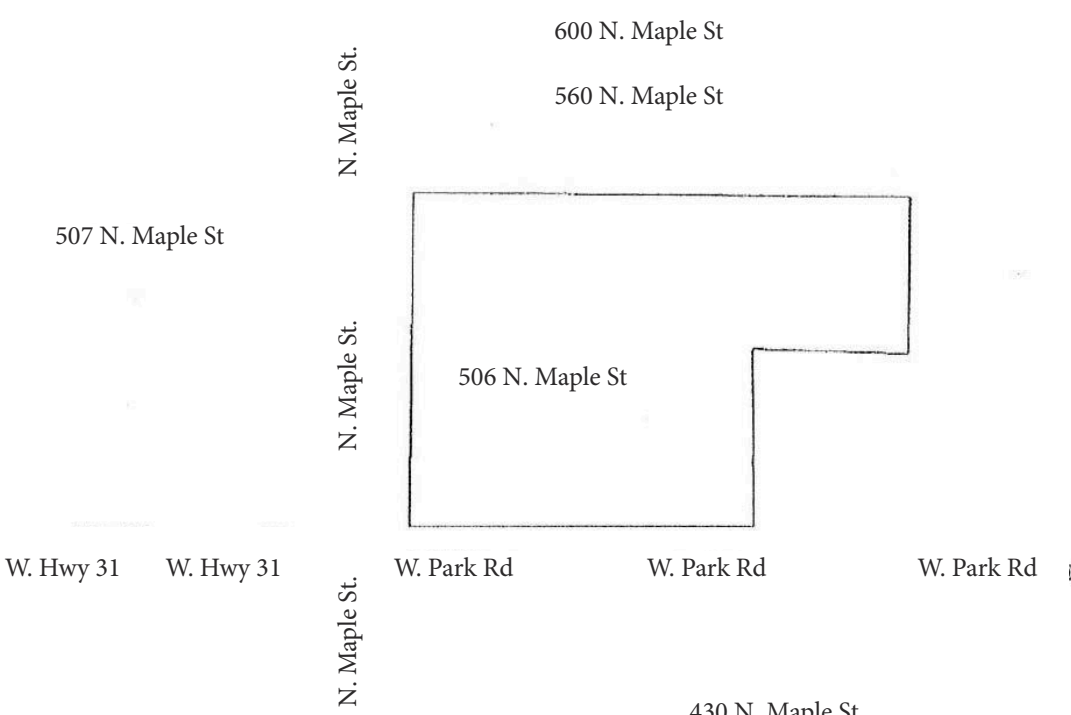 600 N. Maple St
N. Maple St.
560 N. Maple St
507 N. Maple St
N. Maple St.
506 N. Maple St
W. Hwy 31
W. Hwy 31
W. Park Rd
W. Park Rd
W. Park Rd
N. Maple St.
430 N. Maple St